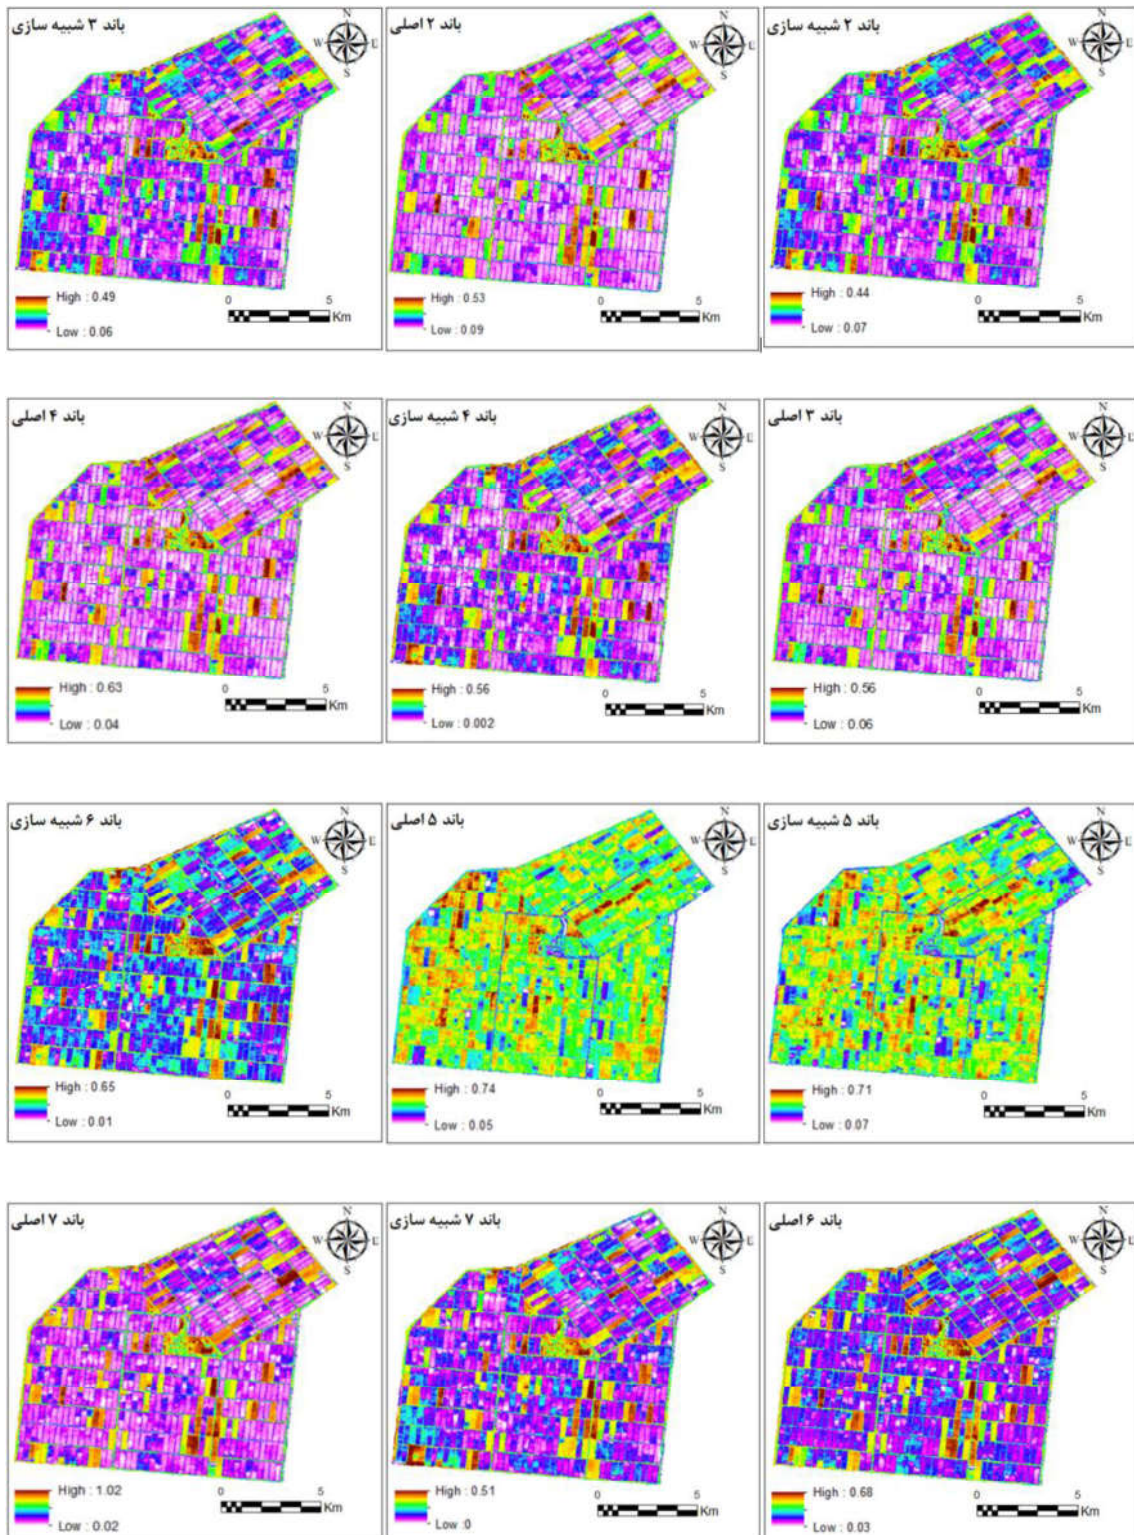 باند ۲ شبیه سازی
N
W E
S
High : 0.44
Low : 0.07
0 5
Km
باند ۲ اصلی
N
W E
S
High : 0.53
Low : 0.09
0 5
Km
باند ۳ شبیه سازی
N
W E
S
High : 0.49
Low : 0.06
0 5
Km
باند ۳ اصلی
N
W E
S
High : 0.56
Low : 0.06
0 5
Km
باند ۴ شبیه سازی
N
W E
S
High : 0.56
Low : 0.002
0 5
Km
باند ۴ اصلی
N
W E
S
High : 0.63
Low : 0.04
0 5
Km
باند ۵ شبیه سازی
N
W E
S
High : 0.71
Low : 0.07
0 5
Km
باند ۵ اصلی
N
W E
S
High : 0.74
Low : 0.05
0 5
Km
باند ۶ شبیه سازی
N
W E
S
High : 0.65
Low : 0.01
0 5
Km
باند ۶ اصلی
N
W E
S
High : 0.68
Low : 0.03
0 5
Km
باند ۷ شبیه سازی
N
W E
S
High : 0.51
Low :0
0 5
Km
باند ۷ اصلی
N
W E
S
High : 1.02
Low : 0.02
0 5
Km